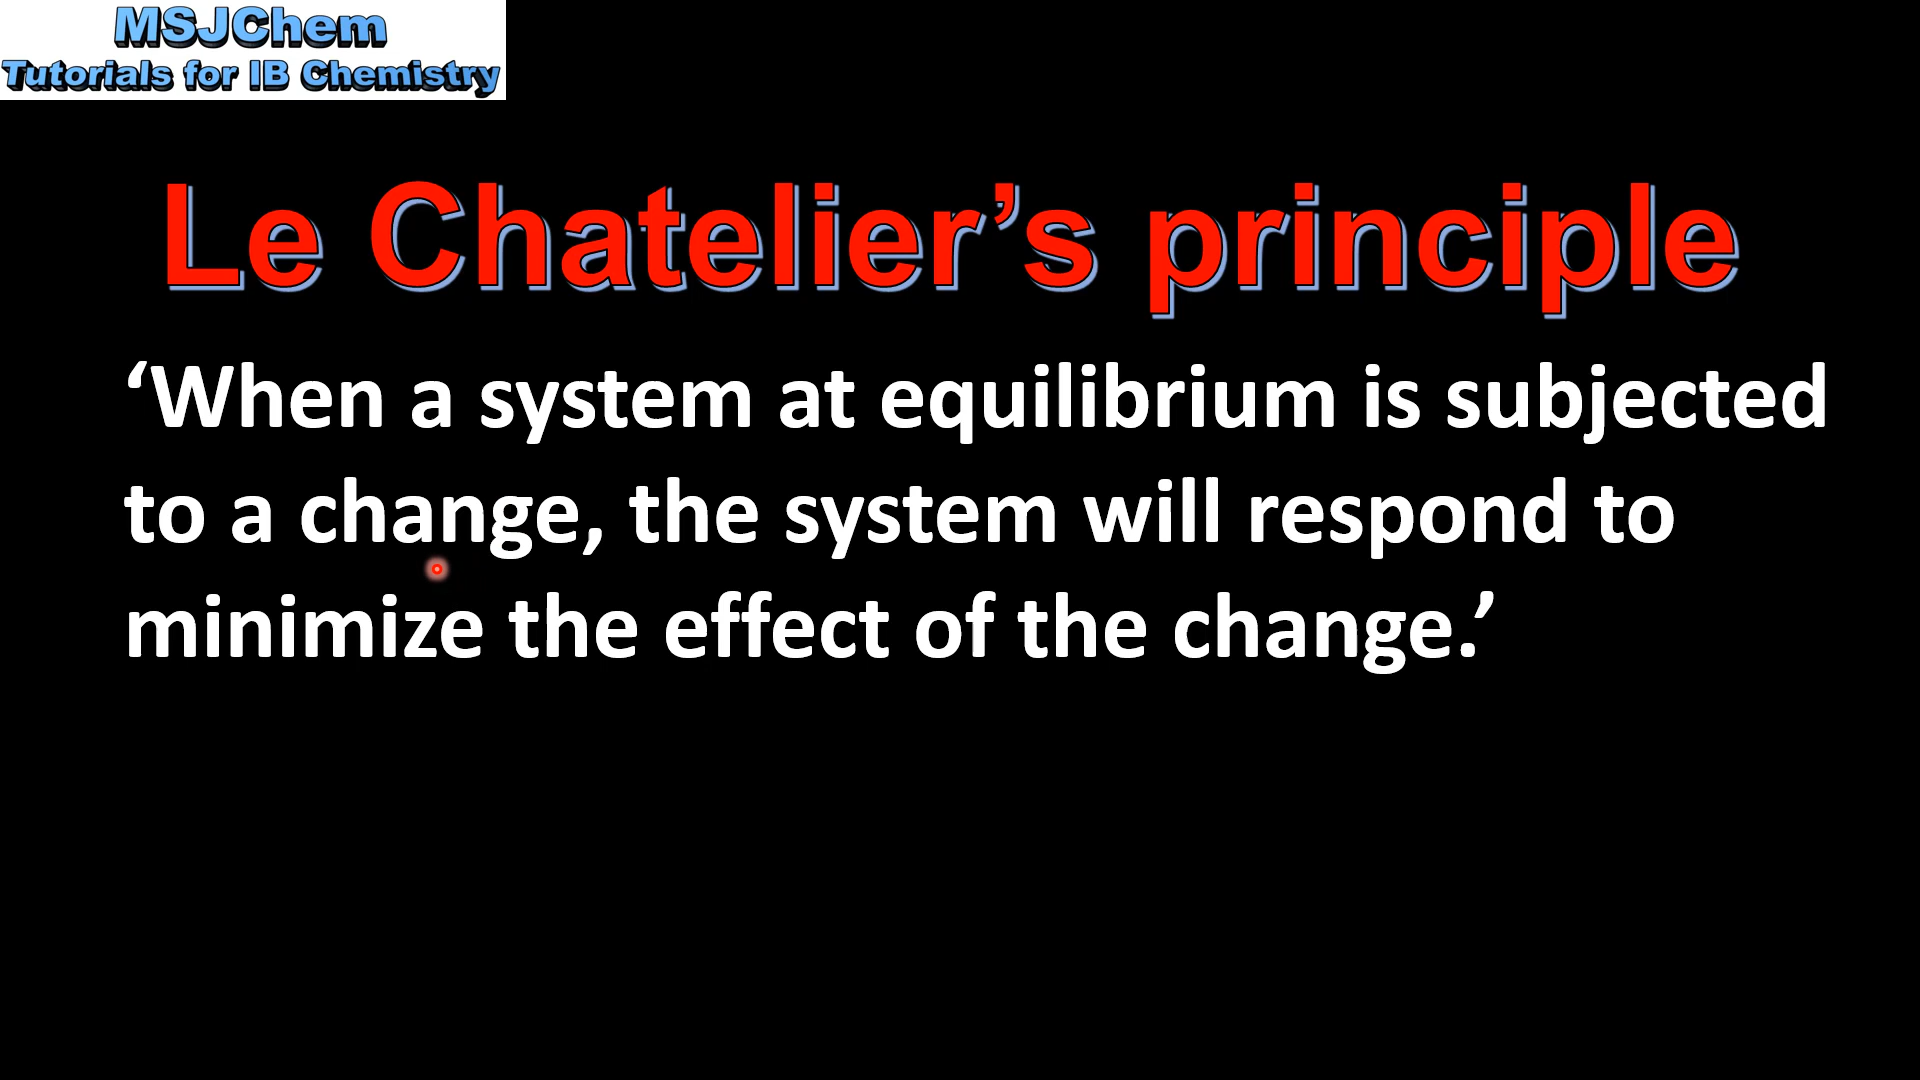 MSJChem
Tutorials for IB Chemistry
Le Chatelier’s principle
‘When a system at equilibrium is subjected
to a change, the system will respond to
minimize the effect of the change.’